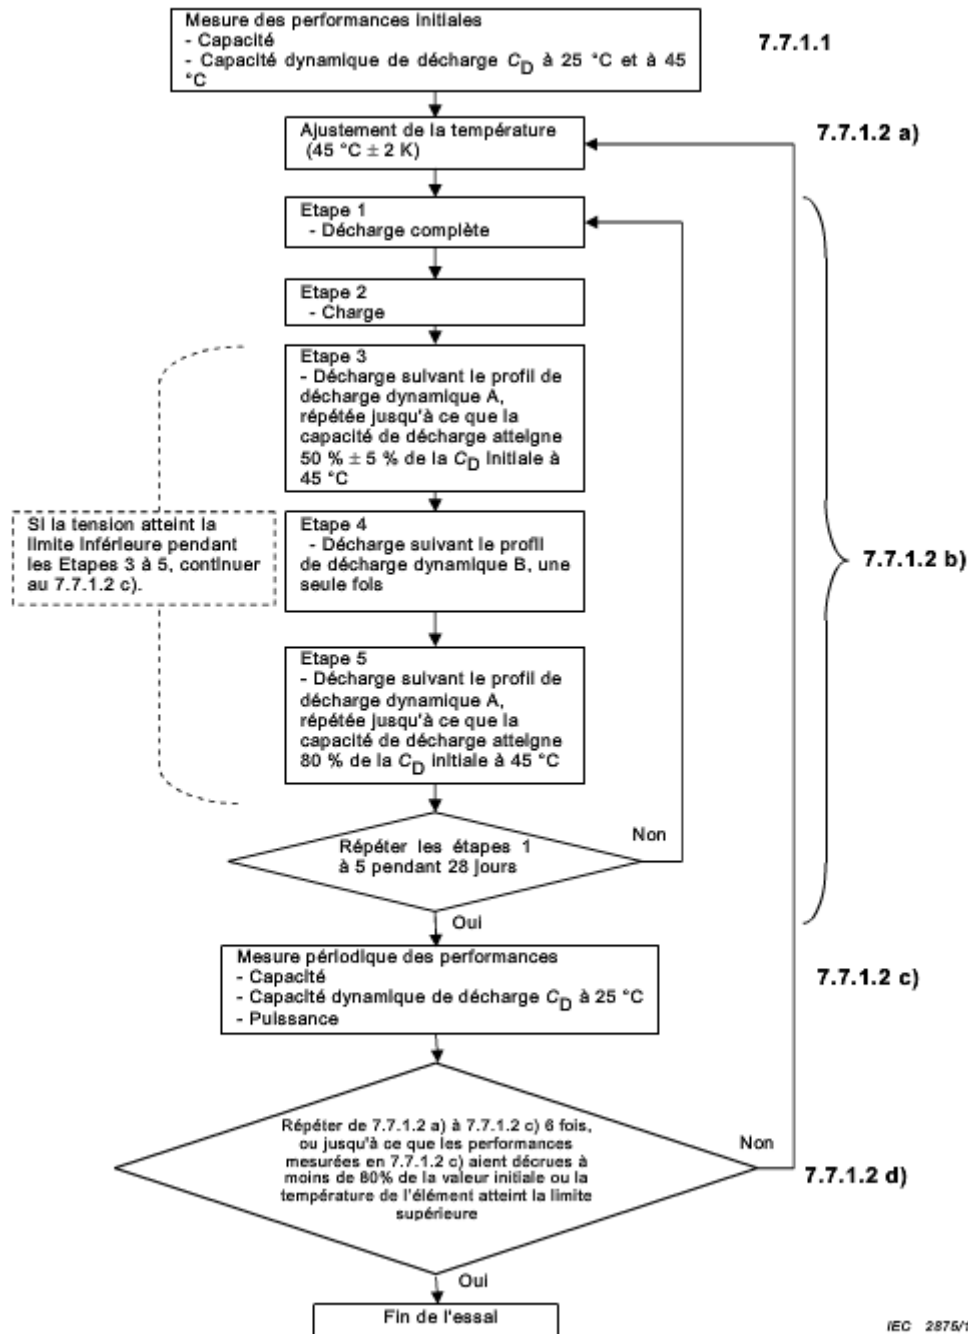 Mesure des performances initiales
- Capacité
- Capacité dynamique de décharge CD à 25 °C et à 45
°C
7.7.1.1
Ajustement de la température
(45 °C ± 2 K)
7.7.1.2 a)
Etape 1
- Décharge complète
Etape 2
- Charge
Etape 3
- Décharge suivant le profil de
décharge dynamique A,
répétée jusqu'à ce que la
capacité de décharge atteigne
50 % ± 5 % de la CD initiale à
45 °C
Si la tension atteint la
limite inférieure pendant
les Etapes 3 à 5, continuer
au 7.7.1.2 c).
Etape 4
- Décharge suivant le profil
de décharge dynamique B, une
seule fois
7.7.1.2 b)
Etape 5
- Décharge suivant le profil de
décharge dynamique A,
répétée jusqu'à ce que la
capacité de décharge atteigne
80 % de la CD initiale à 45 °C
Répéter les étapes 1
à 5 pendant 28 jours
Non
Oui
Mesure périodique des performances
- Capacité
- Capacité dynamique de décharge CD à 25 °C
- Puissance
7.7.1.2 c)
Répéter de 7.7.1.2 a) à 7.7.1.2 c) 6 fois,
ou jusqu'à ce que les performances
mesurées en 7.7.1.2 c) aient décrues à
moins de 80% de la valeur initiale ou la
température de l'élément atteint la limite
supérieure
Non
7.7.1.2 d)
Oui
Fin de l'essai
IEC 2875/1